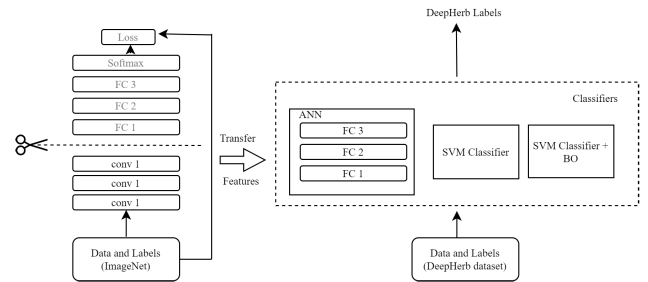 DeepHerb Labels
Loss
Softmax
FC 3
FC 2
FC 1
conv 1
conv 1
conv 1
Data and Labels
(ImageNet)
Transfer
Features
Classifiers
ANN
FC 3
FC 2
FC 1
SVM Classifier
SVM Classifier +
BO
Data and Labels
(DeepHerb dataset)